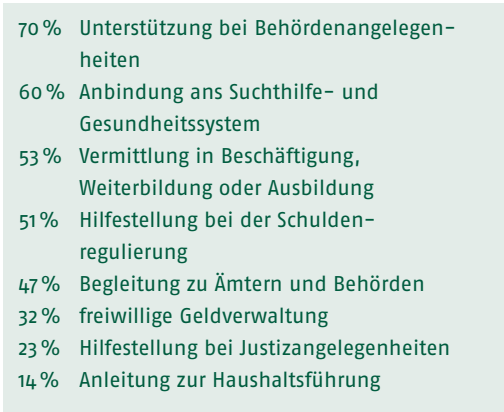 70 % Unterstützung bei Behördenangelegen-
heiten
60 % Anbindung ans Suchthilfe- und
Gesundheitssystem
53 % Vermittlung in Beschäftigung,
Weiterbildung oder Ausbildung
51 % Hilfestellung bei der Schulden-
regulierung
47 % Begleitung zu Ämtern und Behörden
32 % freiwillige Geldverwaltung
23 % Hilfestellung bei Justizangelegenheiten
14 % Anleitung zur Haushaltsführung